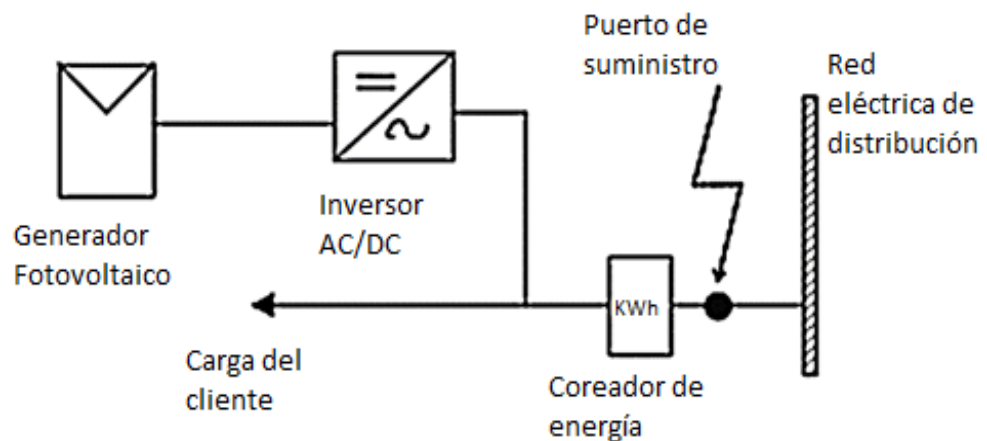 Puerto de
suministro
Red
eléctrica de
distribución
Generador
Fotovoltaico
Inversor
AC/DC
KWh
Carga del
cliente
Coreador de
energía